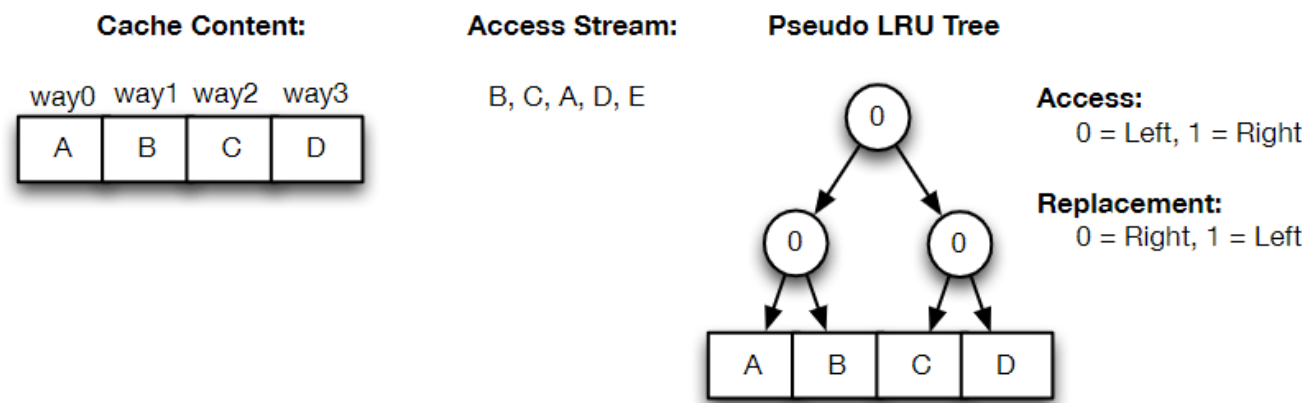 Cache Content:
Access Stream:
Pseudo LRU Tree
way0 way1 way2 way3
A B C D
B, C, A, D, E
0
0 0
A B C D
Access:
0 = Left, 1 = Right
Replacement:
0 = Right, 1 = Left